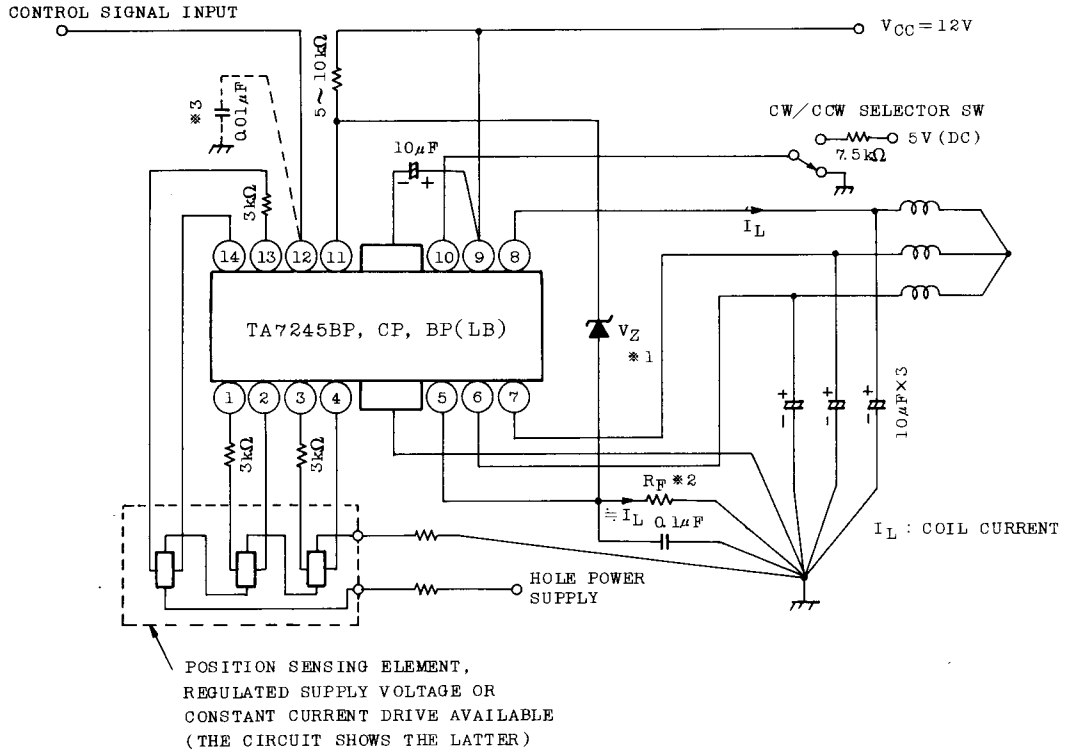 CONTROL SIGNAL INPUT
VCC=12V
※3
0.01μF
5~10kΩ
CW/CCW SELECTOR SW
5V(DC)
7.5kΩ
10μF
- +
3kΩ
IL
14 13 12 11 10 9 8
TA7245BP, CP, BP(LB)
VZ
※1
1 2 3 4 5 6 7
+ + +
- - -
10μF×3
3kΩ
3kΩ
RF ※2
≒IL
0.1μF
IL : COIL CURRENT
HOLE POWER
SUPPLY
POSITION SENSING ELEMENT,
REGULATED SUPPLY VOLTAGE OR
CONSTANT CURRENT DRIVE AVAILABLE
(THE CIRCUIT SHOWS THE LATTER)